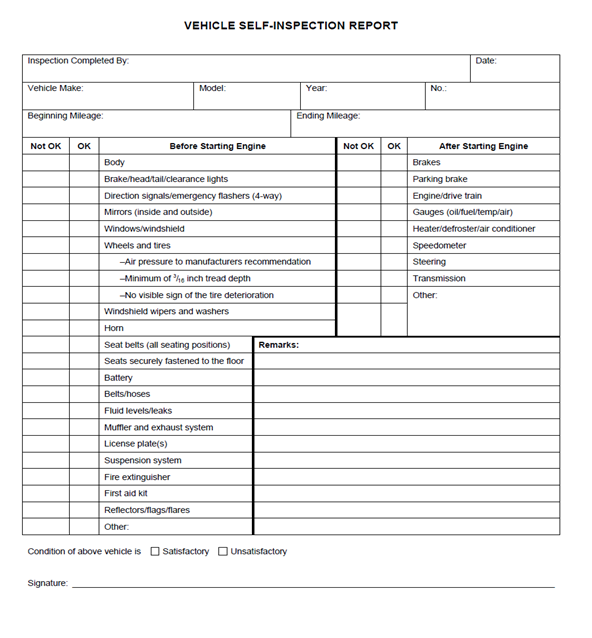 VEHICLE SELF-INSPECTION REPORT
Inspection Completed By: Date:
Vehicle Make: Model: Year: No.:
Beginning Mileage: Ending Mileage:
Not OK OK Before Starting Engine Not OK OK After Starting Engine
Body Brakes
Brake/head/tail/clearance lights Parking brake
Direction signals/emergency flashers (4-way) Engine/drive train
Mirrors (inside and outside) Gauges (oil/fuel/temp/air)
Windows/windshield Heater/defroster/air conditioner
Wheels and tires Speedometer
–Air pressure to manufacturers recommendation Steering
–Minimum of 3/16 inch tread depth Transmission
–No visible sign of the tire deterioration Other:
Windshield wipers and washers
Horn
Seat belts (all seating positions) Remarks:
Seats securely fastened to the floor
Battery
Belts/hoses
Fluid levels/leaks
Muffler and exhaust system
License plate(s)
Suspension system
Fire extinguisher
First aid kit
Reflectors/flags/flares
Other:
Condition of above vehicle is ☐ Satisfactory ☐ Unsatisfactory
Signature: